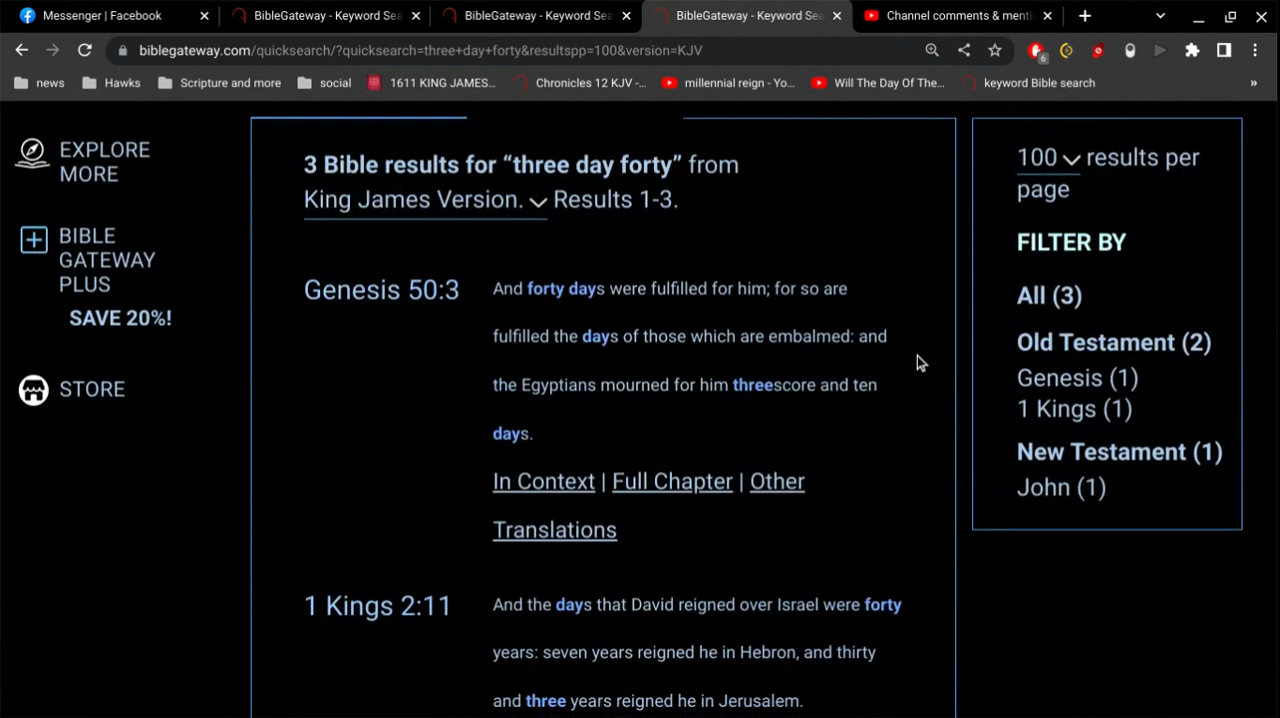 Messenger | Facebook
BibleGateway - Keyword Sea
BibleGateway - Keyword Sea
BibleGateway - Keyword Sea
Channel comments & menti
biblegateway.com/quicksearch/?quicksearch=three+day+forty&resultspp=100&version=KJV
6
news
Hawks
Scripture and more
social
1611 KING JAMES...
Chronicles 12 KJV -...
millennial reign - Yo...
Will The Day Of The...
keyword Bible search
»
EXPLORE
MORE
BIBLE
GATEWAY
PLUS
SAVE 20%!
STORE
3 Bible results for “three day forty” from
King James Version. Results 1-3.
Genesis 50:3
And forty days were fulfilled for him; for so are
fulfilled the days of those which are embalmed: and
the Egyptians mourned for him threescore and ten
days.
In Context | Full Chapter | Other
Translations
1 Kings 2:11
And the days that David reigned over Israel were forty
years: seven years reigned he in Hebron, and thirty
and three years reigned he in Jerusalem.
100 results per
page
FILTER BY
All (3)
Old Testament (2)
Genesis (1)
1 Kings (1)
New Testament (1)
John (1)